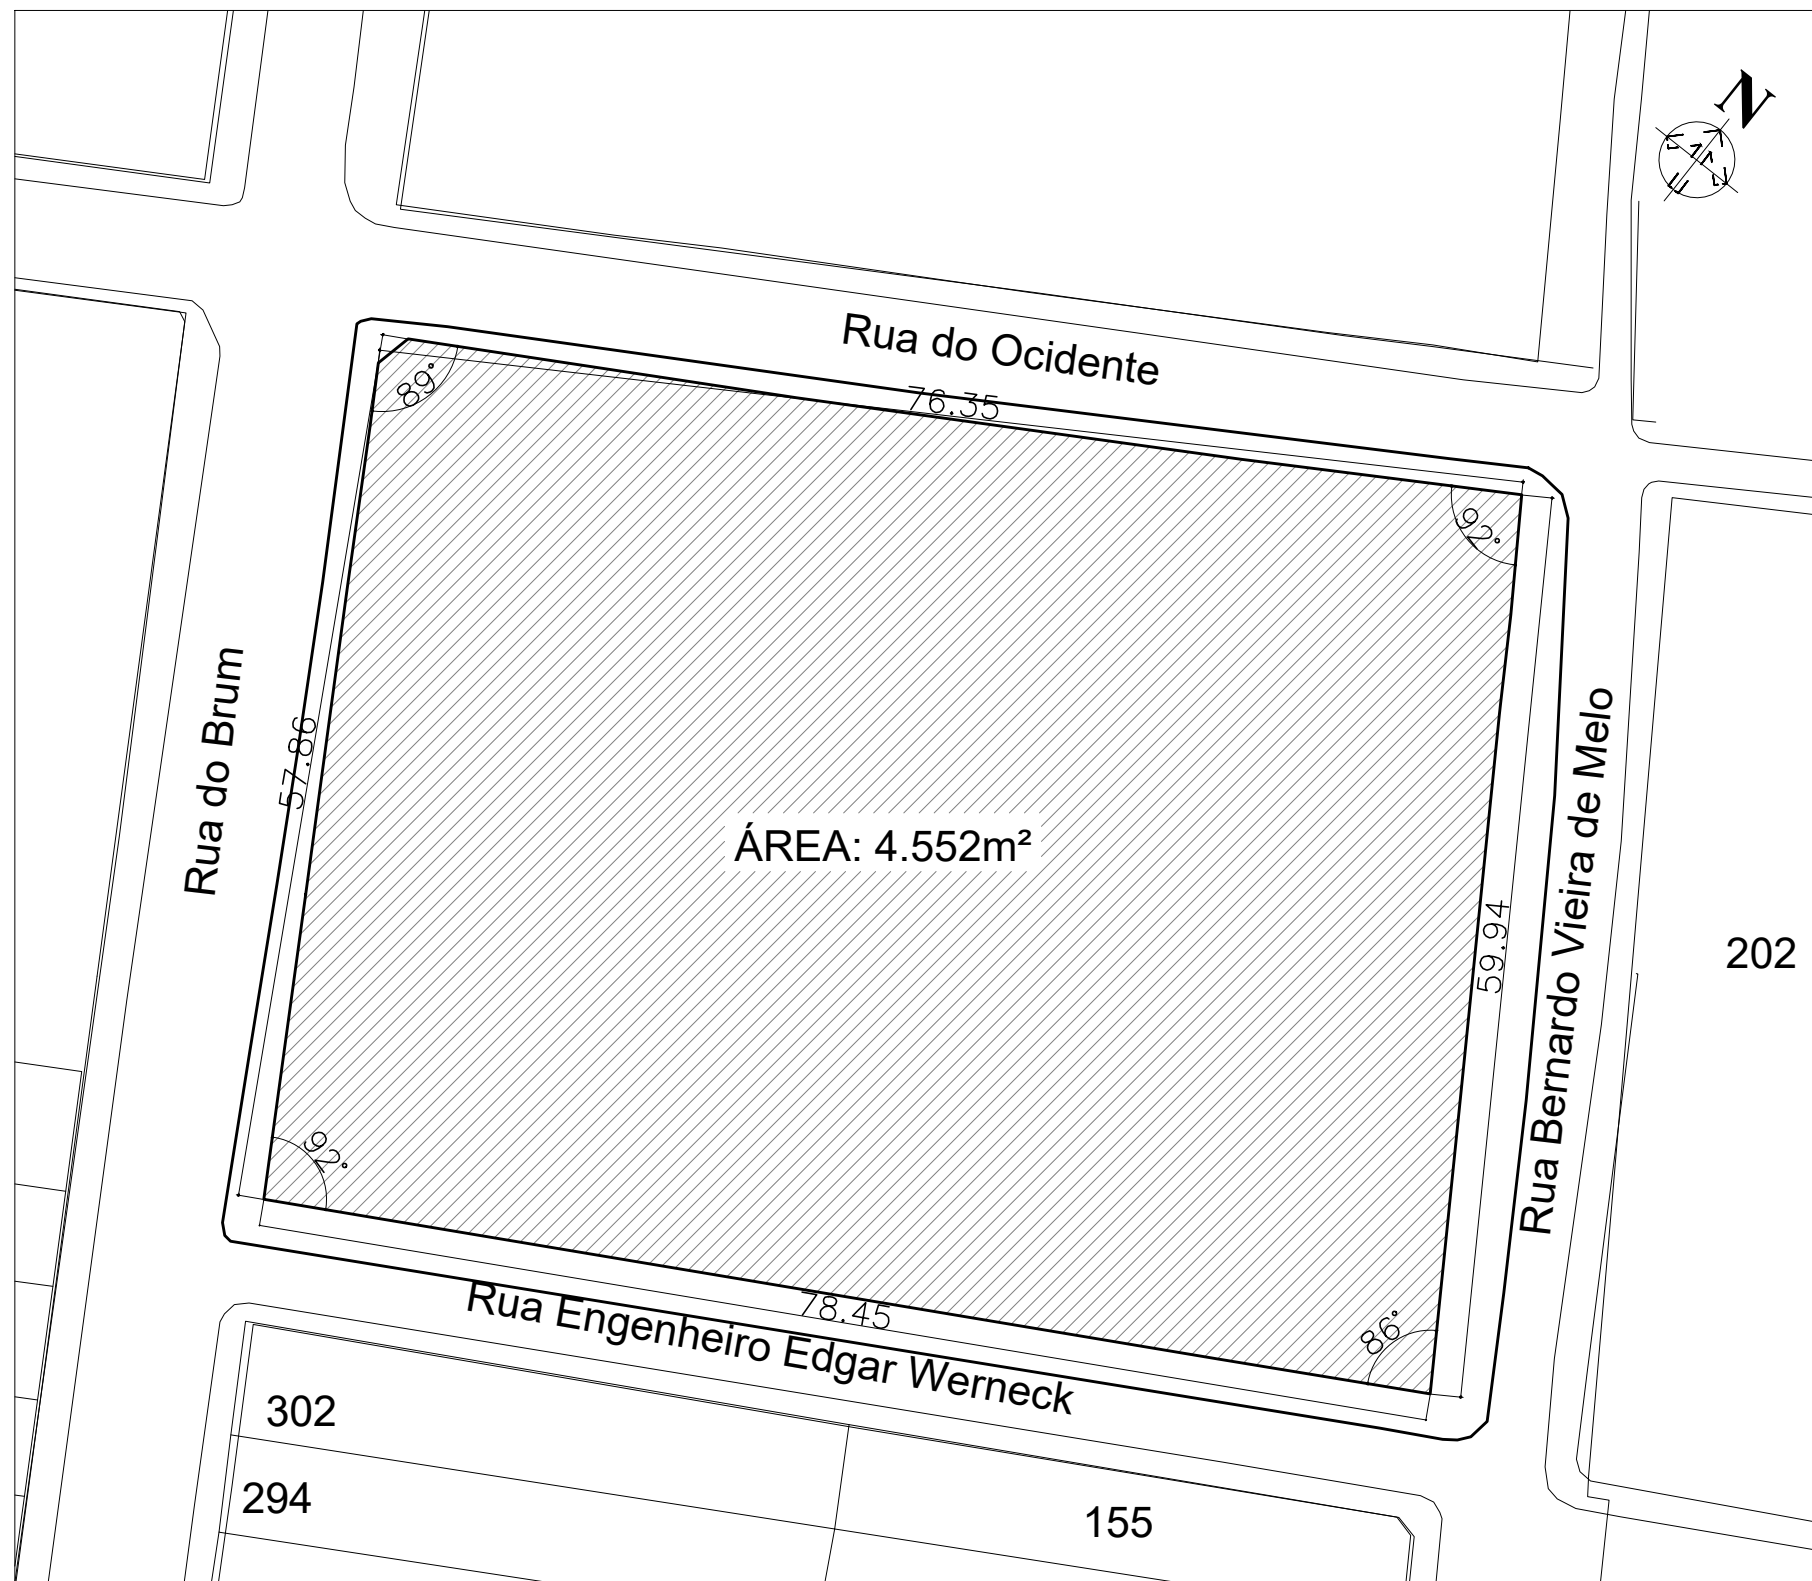 N
Rua do Ocidente
76.35
89°
92°
Rua do Brum
57.86
ÁREA: 4.552m²
59.94
Rua Bernardo Vieira de Melo
202
92°
86°
78.45
Rua Engenheiro Edgar Werneck
302
294
155